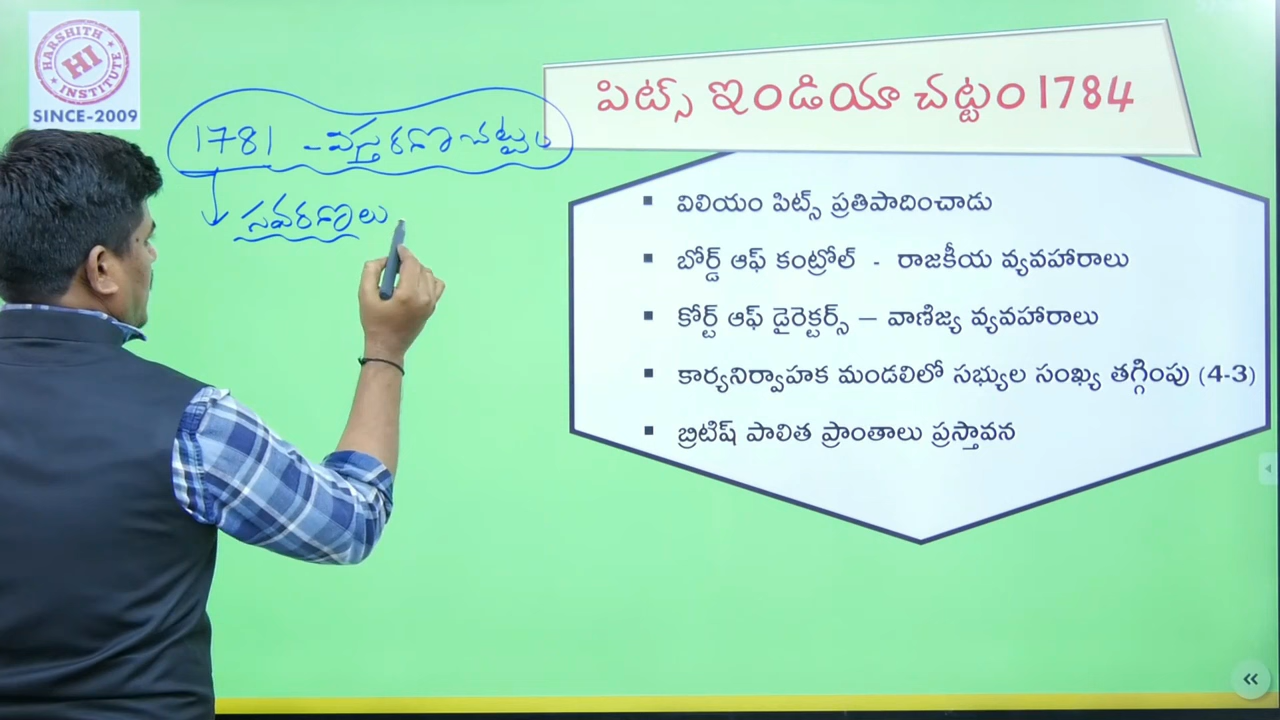 HARSHITH
HI
INSTITUTE
SINCE-2009
1781 - విస్తరణా చట్టం
సవరణలు
పిట్స్ ఇండియా చట్టం 1784
▪ విలియం పిట్స్ ప్రతిపాదించాడు
▪ బోర్డ్ ఆఫ్ కంట్రోల్ - రాజకీయ వ్యవహారాలు
▪ కోర్ట్ ఆఫ్ డైరెక్టర్స్ – వాణిజ్య వ్యవహారాలు
▪ కార్యనిర్వాహక మండలిలో సభ్యుల సంఖ్య తగ్గింపు (4-3)
▪ బ్రిటిష్ పాలిత ప్రాంతాలు ప్రస్తావన